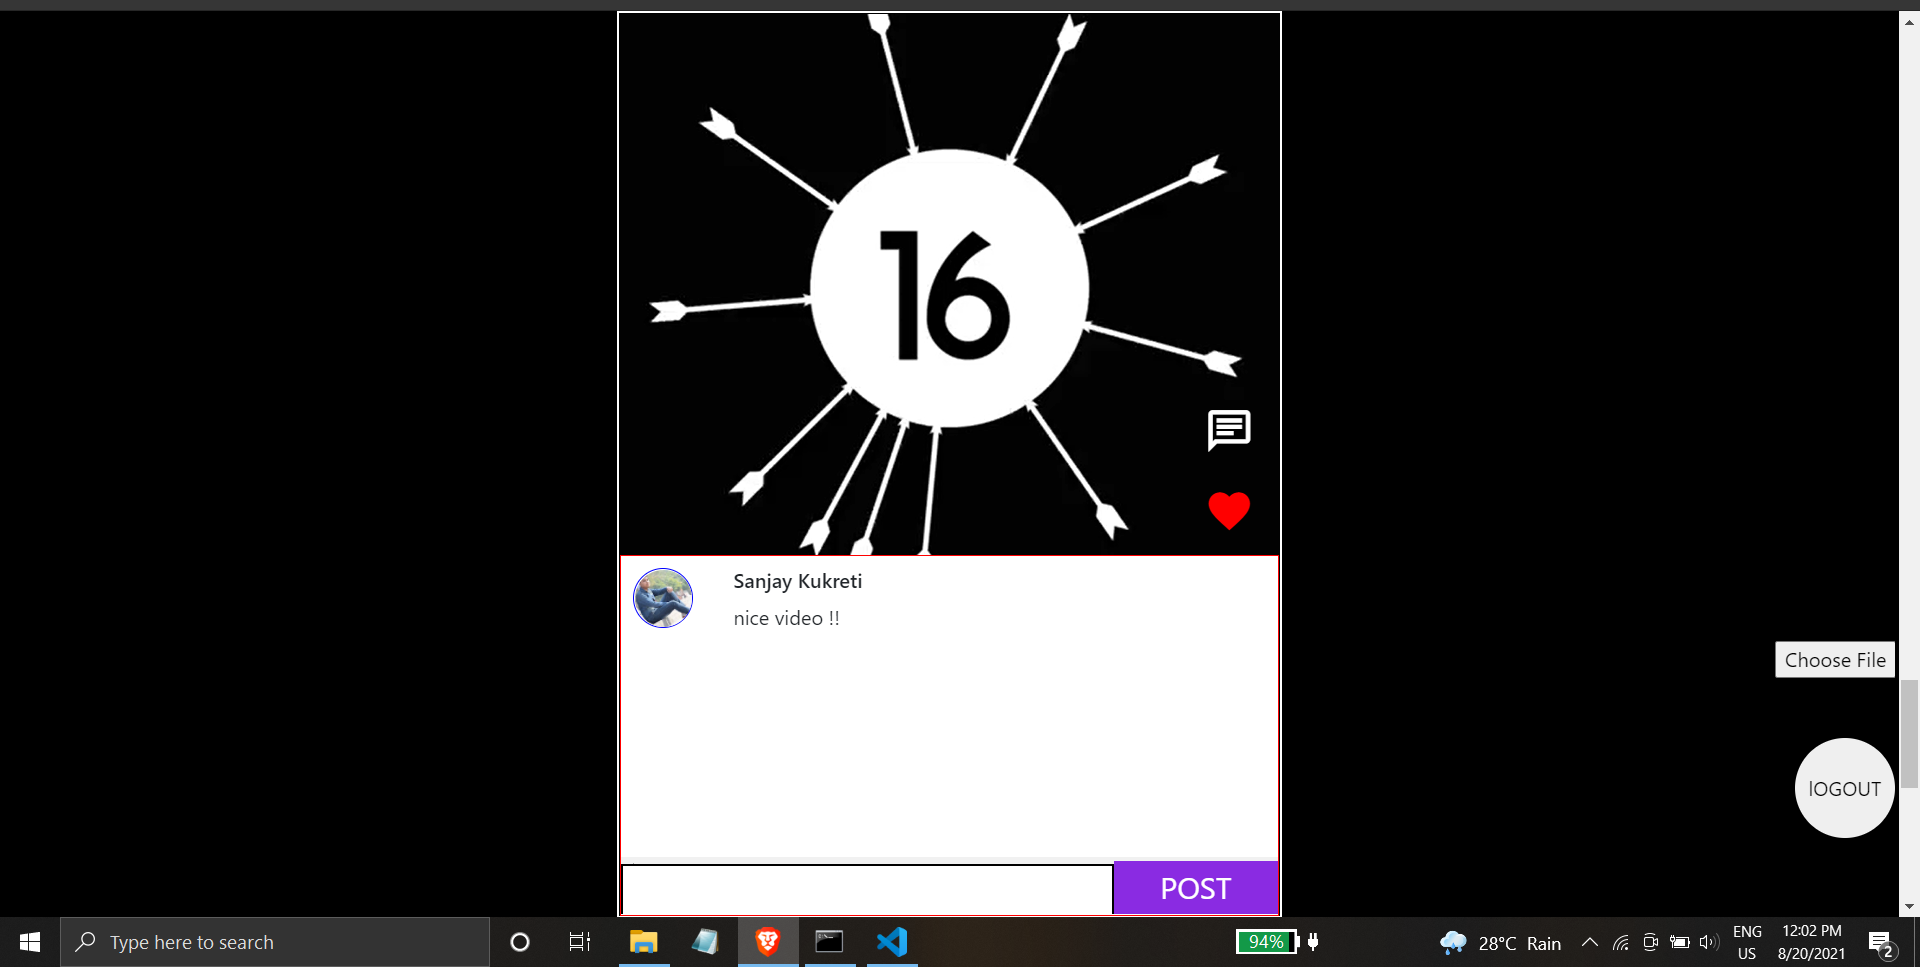 16
Sanjay Kukreti
nice video !!
Choose File
lOGOUT
POST
Type here to search
94%
28°C Rain
ENG
US
12:02 PM
8/20/2021
2